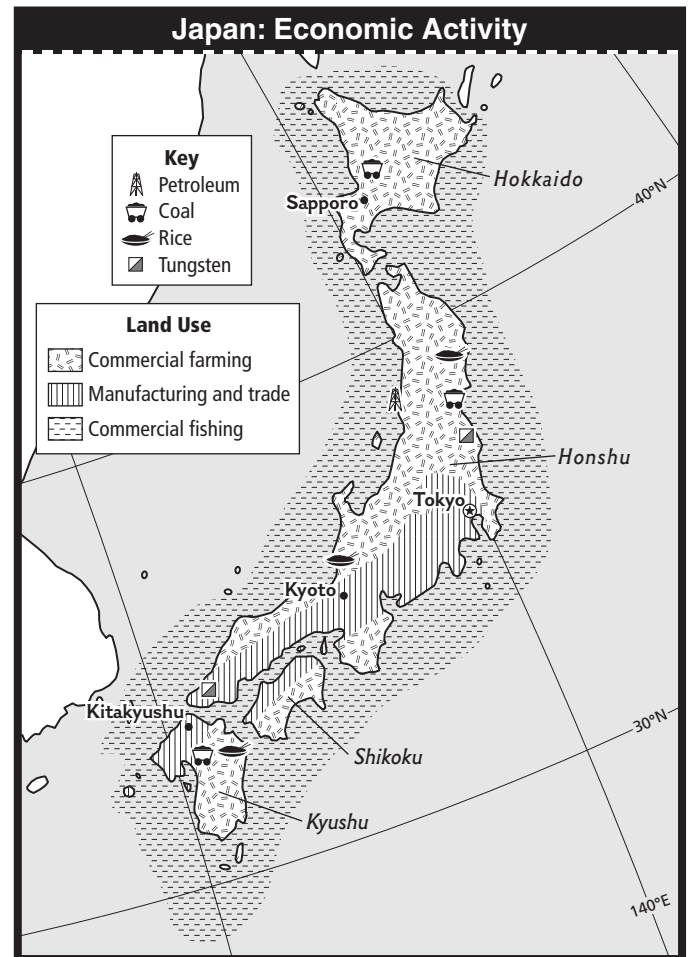 Japan: Economic Activity
Key
Petroleum
Coal
Rice
Tungsten
Land Use
Commercial farming
Manufacturing and trade
Commercial fishing
Hokkaido
Sapporo
40°N
Honshu
Tokyo
Kyoto
Kitakyushu
30°N
Shikoku
Kyushu
140°E